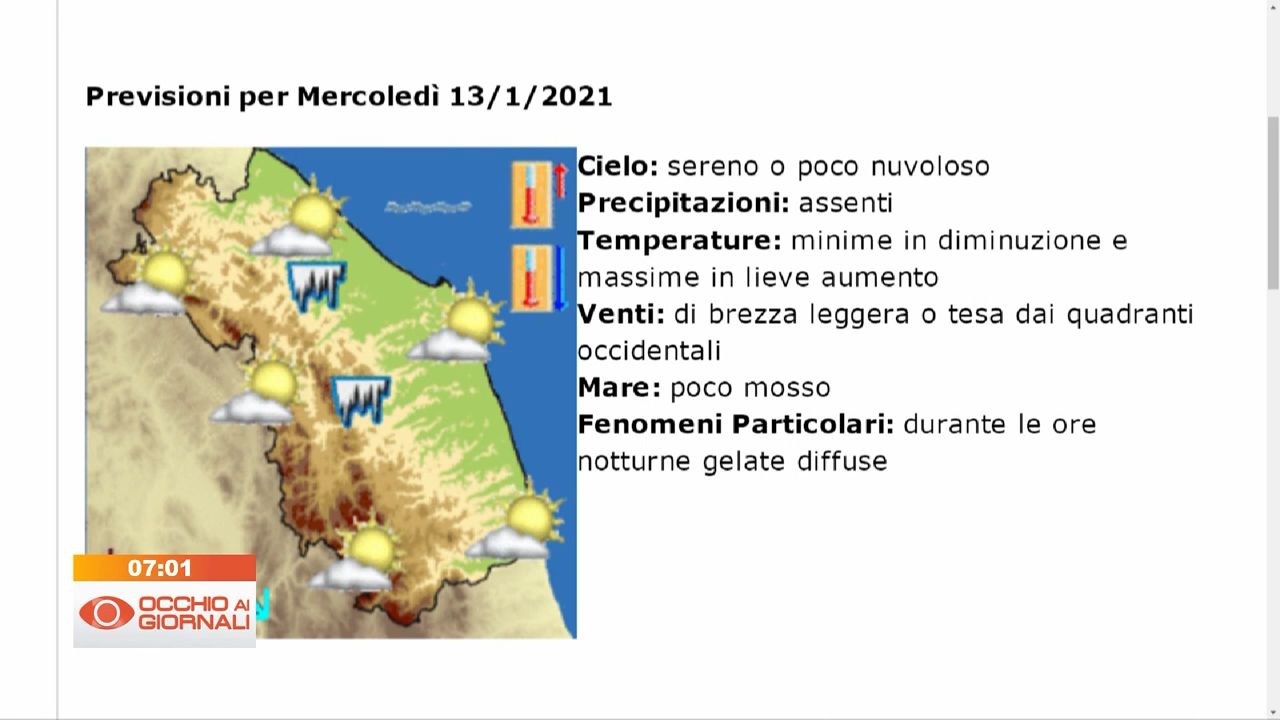 Previsioni per Mercoledì 13/1/2021
Cielo: sereno o poco nuvoloso
Precipitazioni: assenti
Temperature: minime in diminuzione e
massime in lieve aumento
Venti: di brezza leggera o tesa dai quadranti
occidentali
Mare: poco mosso
Fenomeni Particolari: durante le ore
notturne gelate diffuse
07:01
OCCHIO AI
GIORNALI